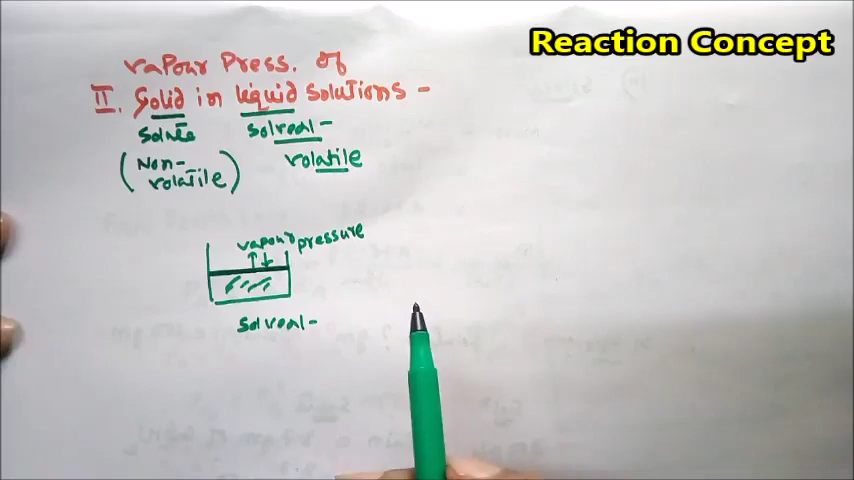 Reaction Concept
vapour Press. of
II. Solid in liquid solutions -
Solute solvent
(Non-volatile) volatile
vapour pressure
Solvent